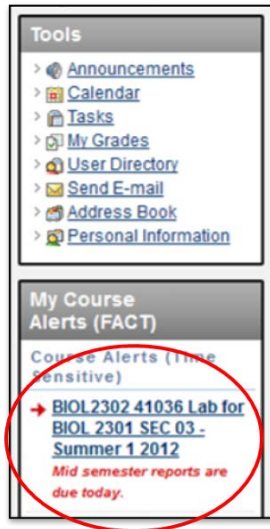 Tools
Announcements
Calendar
Tasks
My Grades
User Directory
Send E-mail
Address Book
Personal Information
My Course
Alerts (FACT)
Course Alerts (Time
Sensitive)
BIOL2302 41036 Lab for
BIOL 2301 SEC 03 -
Summer 1 2012
Mid semester reports are
due today.